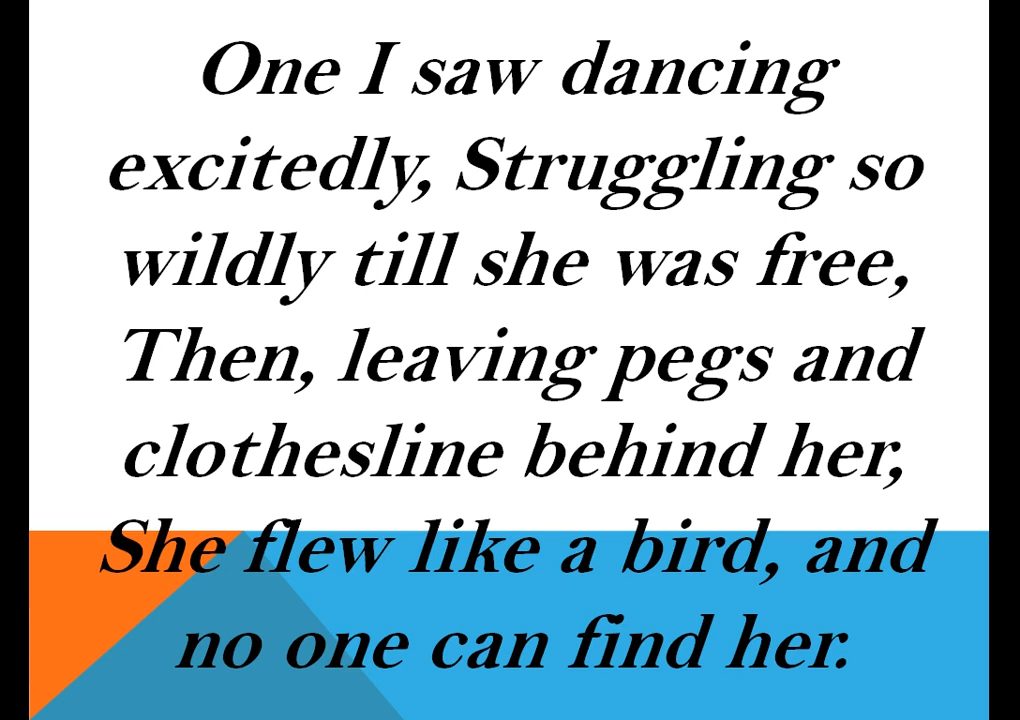 One I saw dancing
excitedly, Struggling so
wildly till she was free,
Then, leaving pegs and
clothesline behind her,
She flew like a bird, and
no one can find her.